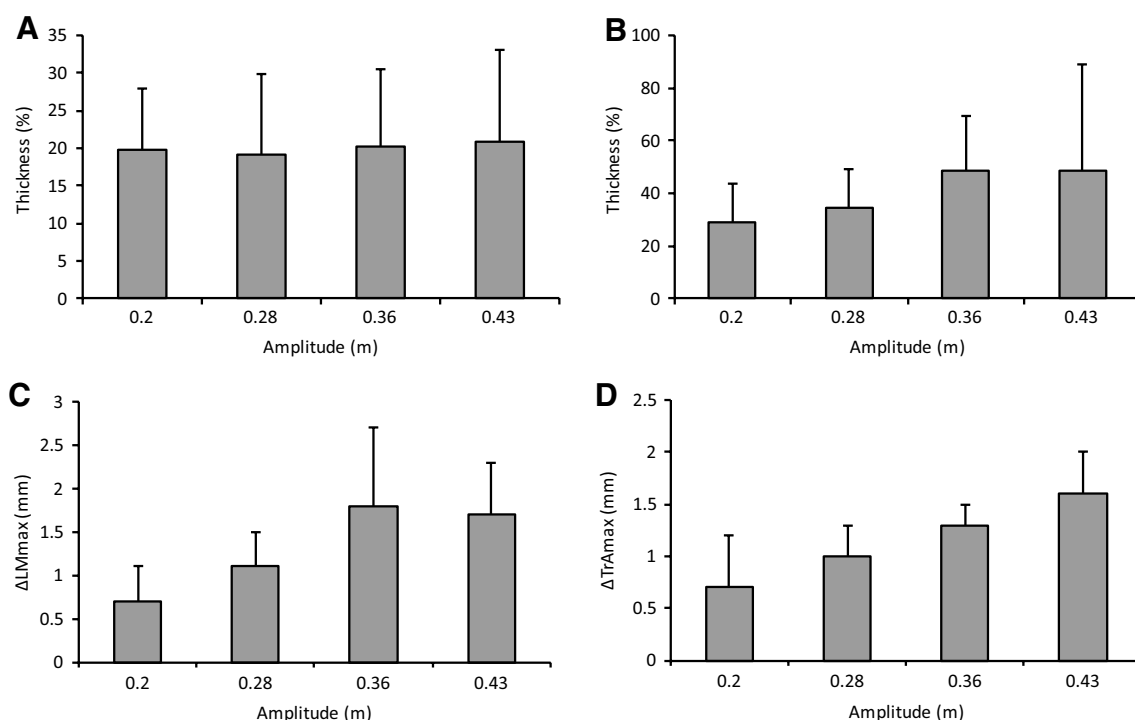 A
35
30
25
20
15
10
5
0
Thickness (%)
0.2 0.28 0.36 0.43
Amplitude (m)
B
100
80
60
40
20
0
Thickness (%)
0.2 0.28 0.36 0.43
Amplitude (m)
C
3
2.5
2
1.5
1
0.5
0
ΔLMmax (mm)
0.2 0.28 0.36 0.43
Amplitude (m)
D
2.5
2
1.5
1
0.5
0
ΔTrAmax (mm)
0.2 0.28 0.36 0.43
Amplitude (m)